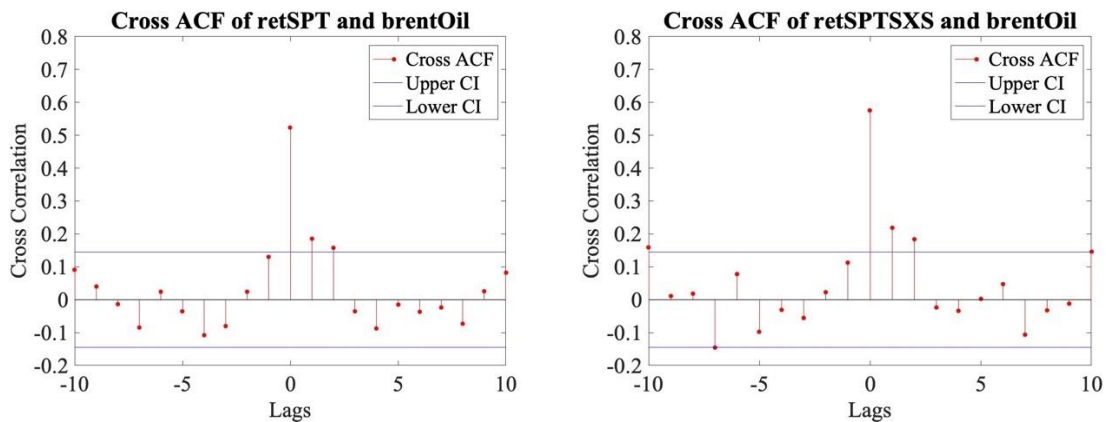 Cross ACF of retSPT and brentOil
0.8
0.7
0.6
0.5
0.4
0.3
0.2
0.1
0
-0.1
-0.2
Cross Correlation
Cross ACF
Upper CI
Lower CI
-10 -5 0 5 10
Lags
Cross ACF of retSPTSXS and brentOil
0.8
0.7
0.6
0.5
0.4
0.3
0.2
0.1
0
-0.1
-0.2
Cross Correlation
Cross ACF
Upper CI
Lower CI
-10 -5 0 5 10
Lags